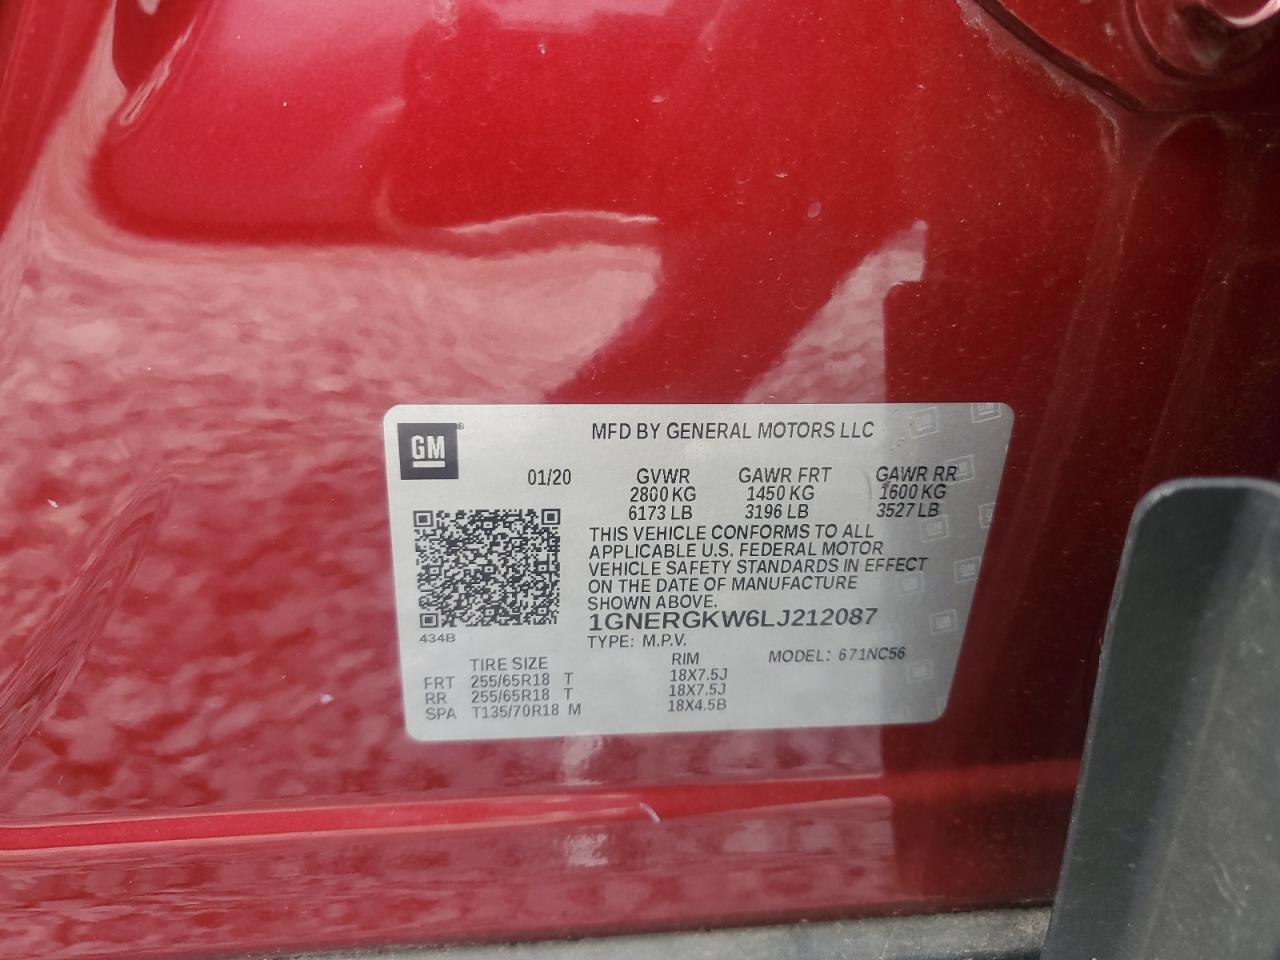 GM
MFD BY GENERAL MOTORS LLC
01/20 GVWR GAWR FRT GAWR RR
2800 KG 1450 KG 1600 KG
6173 LB 3196 LB 3527 LB
THIS VEHICLE CONFORMS TO ALL
APPLICABLE U.S. FEDERAL MOTOR
VEHICLE SAFETY STANDARDS IN EFFECT
ON THE DATE OF MANUFACTURE
SHOWN ABOVE.
1GNERGKW6LJ212087
434B
TYPE: M.P.V.
TIRE SIZE RIM MODEL: 671NC56
FRT 255/65R18 T 18X7.5J
RR 255/65R18 T 18X7.5J
SPA T135/70R18 M 18X4.5B